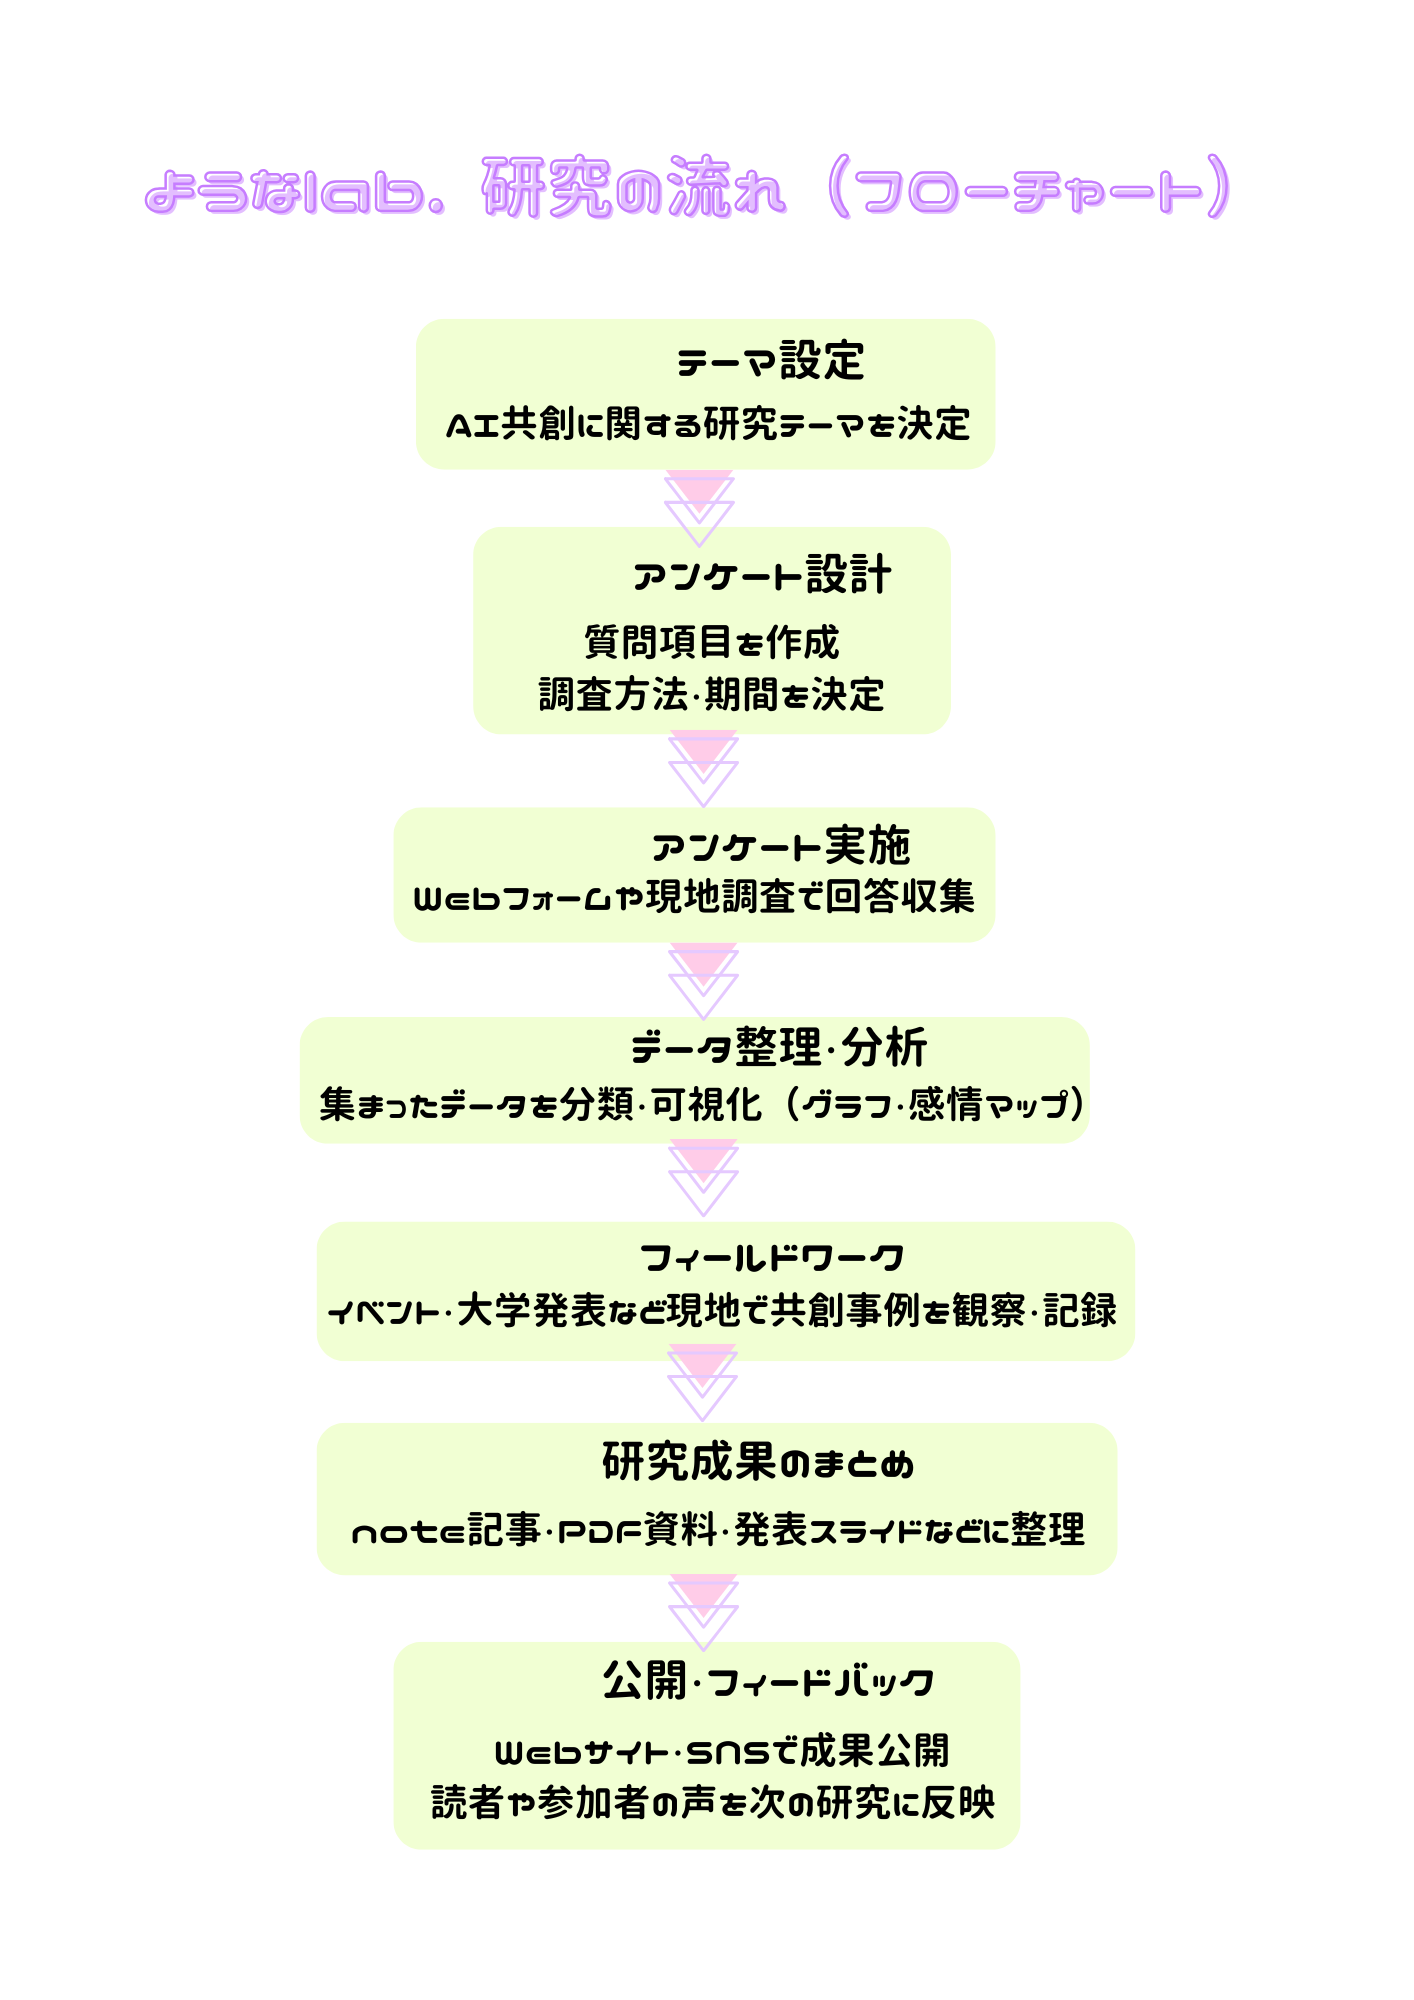 ようなlab. 研究の流れ（フローチャート）
テーマ設定
AI共創に関する研究テーマを決定
アンケート設計
質問項目を作成
調査方法・期間を決定
アンケート実施
Webフォームや現地調査で回答収集
データ整理・分析
集まったデータを分類・可視化（グラフ・感情マップ）
フィールドワーク
イベント・大学発表など現地で共創事例を観察・記録
研究成果のまとめ
note記事・PDF資料・発表スライドなどに整理
公開・フィードバック
Webサイト・SNSで成果公開
読者や参加者の声を次の研究に反映